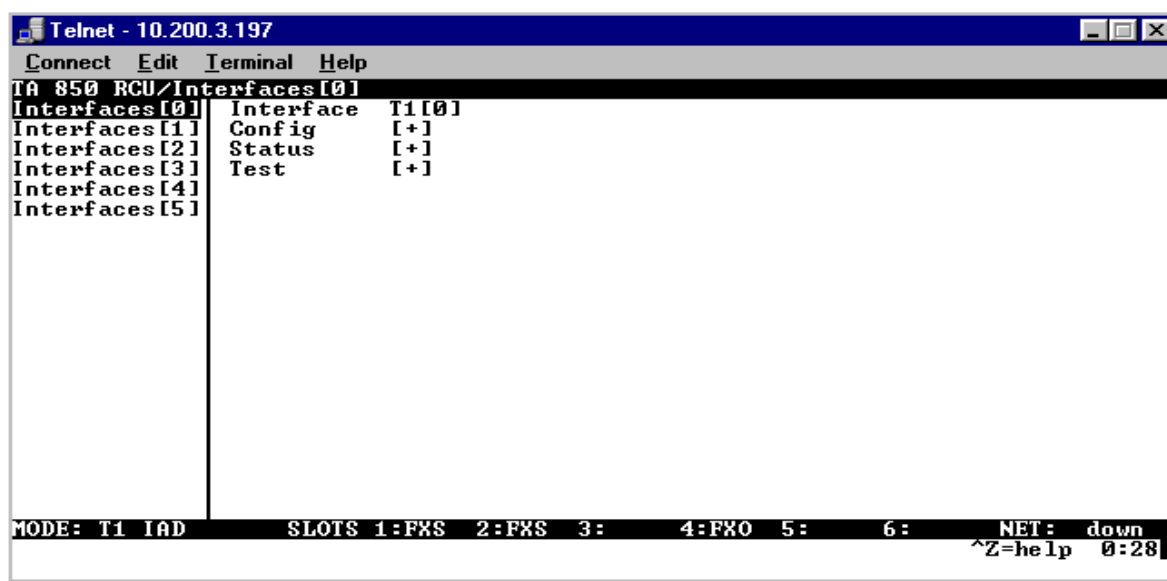 Telnet - 10.200.3.197
Connect Edit Terminal Help
TA 850 RCU/Interfaces[0]
Interfaces[0] Interface T1[0]
Interfaces[1] Config [+]
Interfaces[2] Status [+]
Interfaces[3] Test [+]
Interfaces[4]
Interfaces[5]
MODE: T1 IAD SLOTS 1:FXS 2:FXS 3: 4:FXO 5: 6: NET: down
^Z=help 0:28